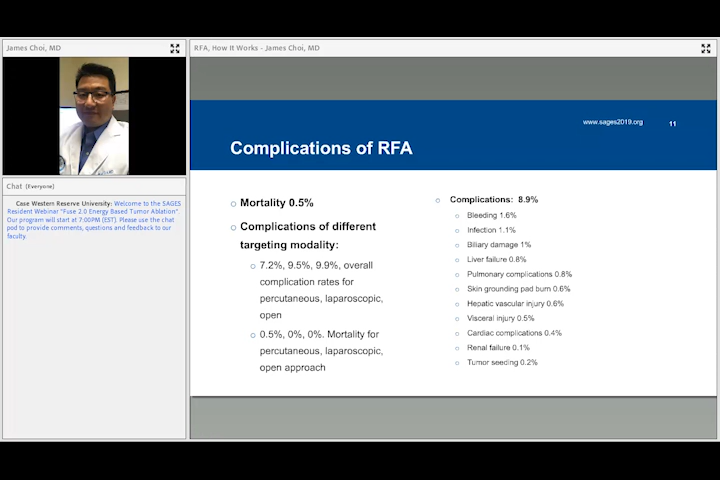 James Choi, MD
RFA, How It Works - James Choi, MD
Chat (Everyone)
Case Western Reserve University: Welcome to the SAGES
Resident Webinar "Fuse 2.0 Energy Based Tumor Ablation".
Our program will start at 7:00PM (EST). Please use the chat
pod to provide comments, questions and feedback to our
faculty.
www.sages2019.org
11
Complications of RFA
Mortality 0.5%
Complications of different
targeting modality:
7.2%, 9.5%, 9.9%, overall
complication rates for
percutaneous, laparoscopic,
open
0.5%, 0%, 0%. Mortality for
percutaneous, laparoscopic,
open approach
Complications: 8.9%
Bleeding 1.6%
Infection 1.1%
Biliary damage 1%
Liver failure 0.8%
Pulmonary complications 0.8%
Skin grounding pad burn 0.6%
Hepatic vascular injury 0.6%
Visceral injury 0.5%
Cardiac complications 0.4%
Renal failure 0.1%
Tumor seeding 0.2%